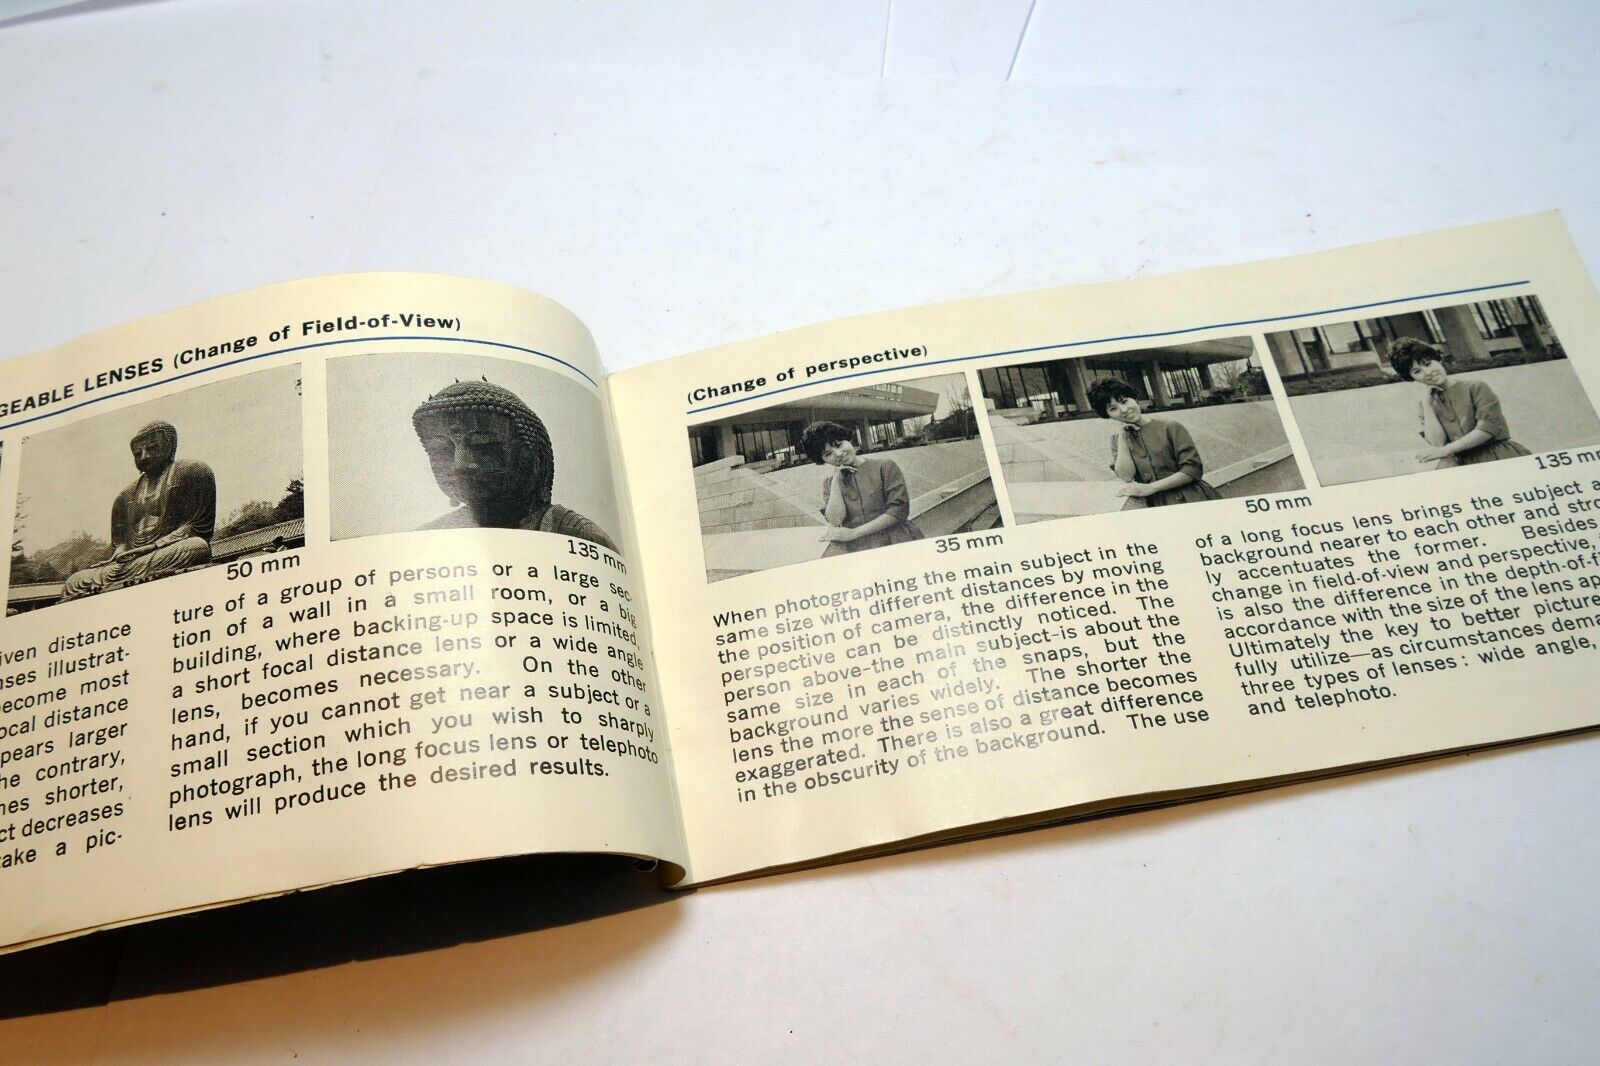 GEABLE LENSES (Change of Field-of-View)
50 mm
135 mm
iven distance
nses illustrat-
ecome most
ocal distance
pears larger
he contrary,
nes shorter,
ct decreases
take a pic-
ture of a group of persons or a large sec-
tion of a wall in a small room, or a big
building, where backing-up space is limited,
a short focal distance lens or a wide angle
lens, becomes necessary. On the other
hand, if you cannot get near a subject or a
small section which you wish to sharply
photograph, the long focus lens or telephoto
lens will produce the desired results.
(Change of perspective)
35 mm
50 mm
135 mm
When photographing the main subject in the
same size with different distances by moving
the position of camera, the difference in the
perspective can be distinctly noticed. The
person above-the main subject-is about the
same size in each of the snaps, but the
background varies widely. The shorter the
lens the more the sense of distance becomes
exaggerated. There is also a great difference
in the obscurity of the background. The use
of a long focus lens brings the subject a
background nearer to each other and stro
ly accentuates the former. Besides
change in field-of-view and perspective,
is also the difference in the depth-of-fi
accordance with the size of the lens ap
Ultimately the key to better picture
fully utilize—as circumstances dema
three types of lenses: wide angle,
and telephoto.